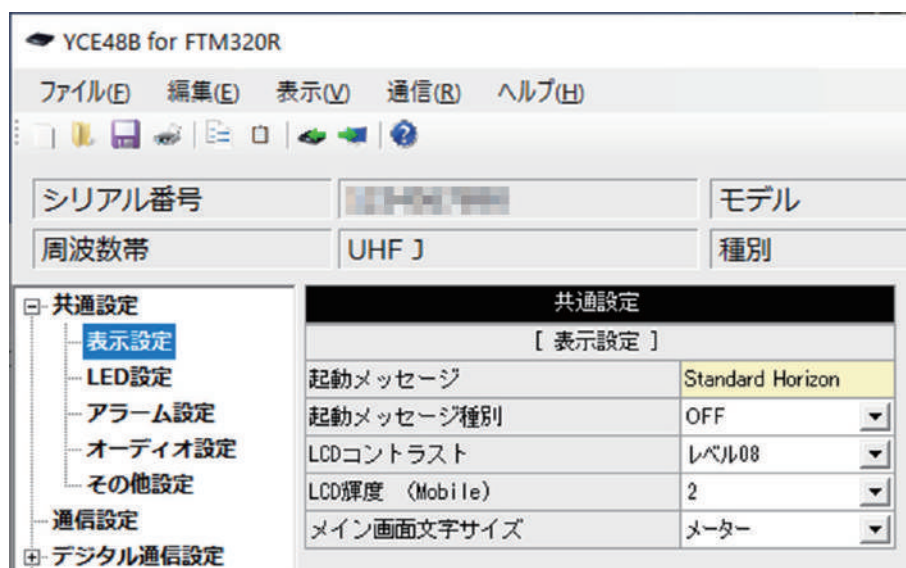 YCE48B for FTM320R
ファイル(F) 編集(E) 表示(V) 通信(R) ヘルプ(H)
シリアル番号 モデル
周波数帯 UHF J 種別
共通設定
表示設定
LED設定
アラーム設定
オーディオ設定
その他設定
通信設定
デジタル通信設定
共通設定
[ 表示設定 ]
起動メッセージ Standard Horizon
起動メッセージ種別 OFF
LCDコントラスト レベル08
LCD輝度 (Mobile) 2
メイン画面文字サイズ メーター